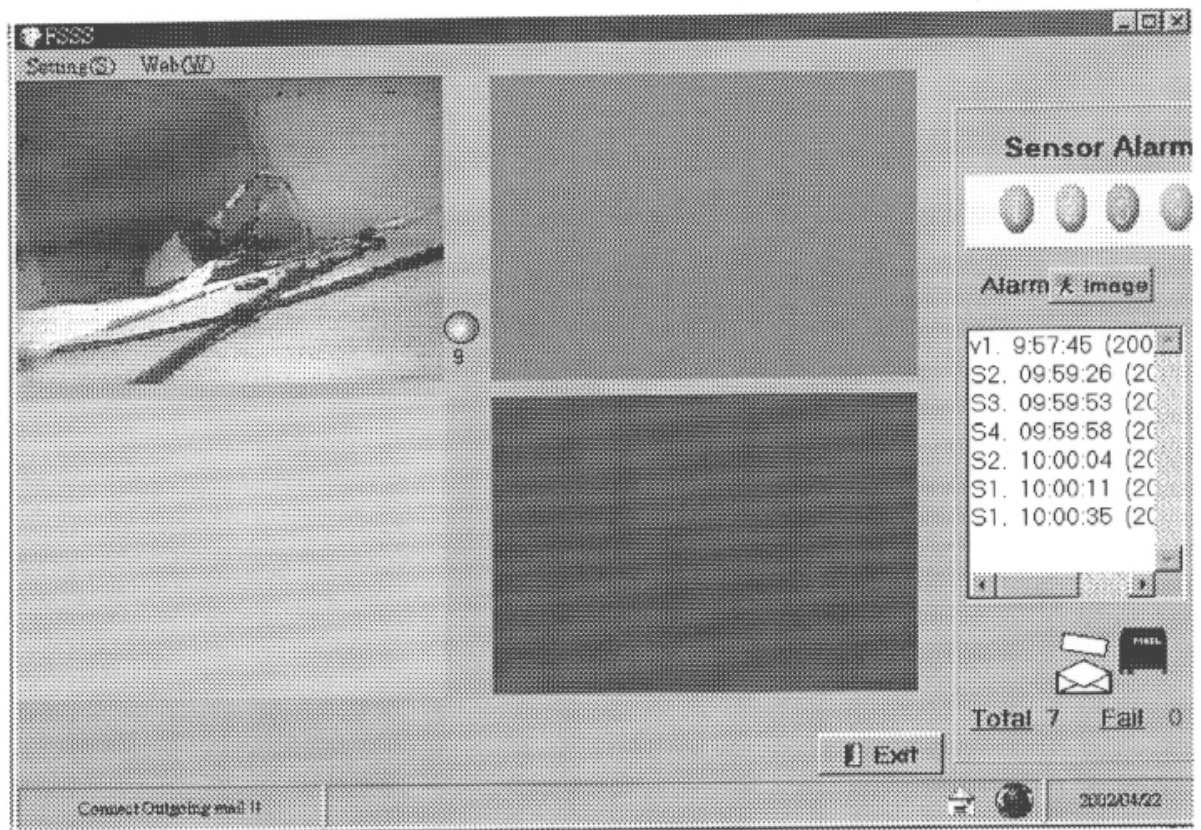 FSSS
Setting(S) Web(W)
9
Sensor Alarm
Alarm image
v1. 9:57:45 (200
S2. 09:59:26 (20
S3. 09:59:53 (20
S4. 09:59:58 (20
S2. 10:00:04 (20
S1. 10:00:11 (20
S1. 10:00:35 (20
MAIL
Total 7 Fail 0
Exit
Connect Outgoing mail !!
2002/04/22